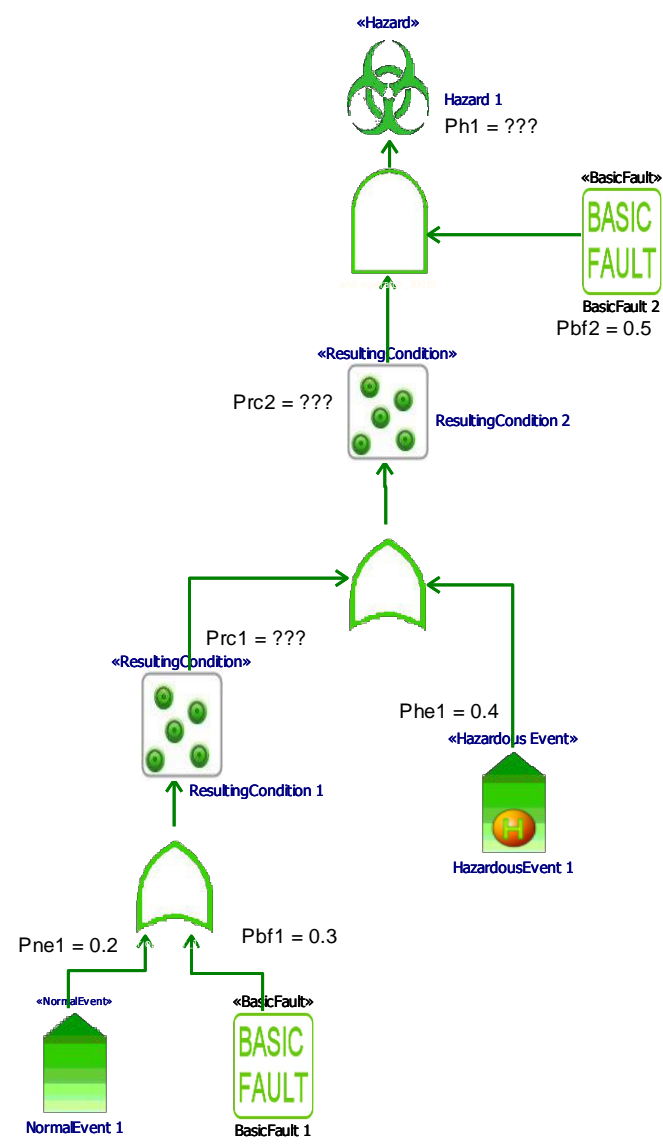 «Hazard»
Hazard 1
Ph1 = ???
«BasicFault»
BASIC
FAULT
BasicFault 2
Pbf2 = 0.5
«ResultingCondition»
Prc2 = ???
ResultingCondition 2
Prc1 = ???
«ResultingCondition»
Phe1 = 0.4
«Hazardous Event»
ResultingCondition 1
H
HazardousEvent 1
Pne1 = 0.2
Pbf1 = 0.3
«NormalEvent»
«BasicFault»
BASIC
FAULT
NormalEvent 1
BasicFault 1